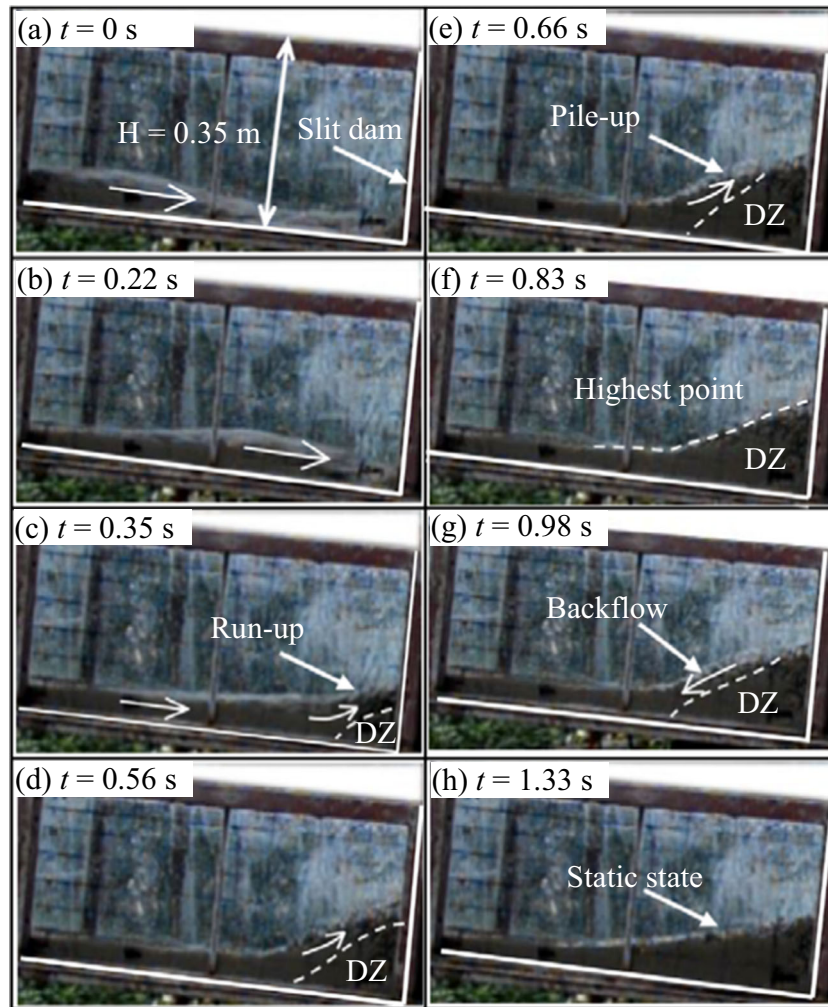 (a) t = 0 s
H = 0.35 m
Slit dam
(b) t = 0.22 s
(c) t = 0.35 s
Run-up
DZ
(d) t = 0.56 s
DZ
(e) t = 0.66 s
Pile-up
DZ
(f) t = 0.83 s
Highest point
DZ
(g) t = 0.98 s
Backflow
DZ
(h) t = 1.33 s
Static state